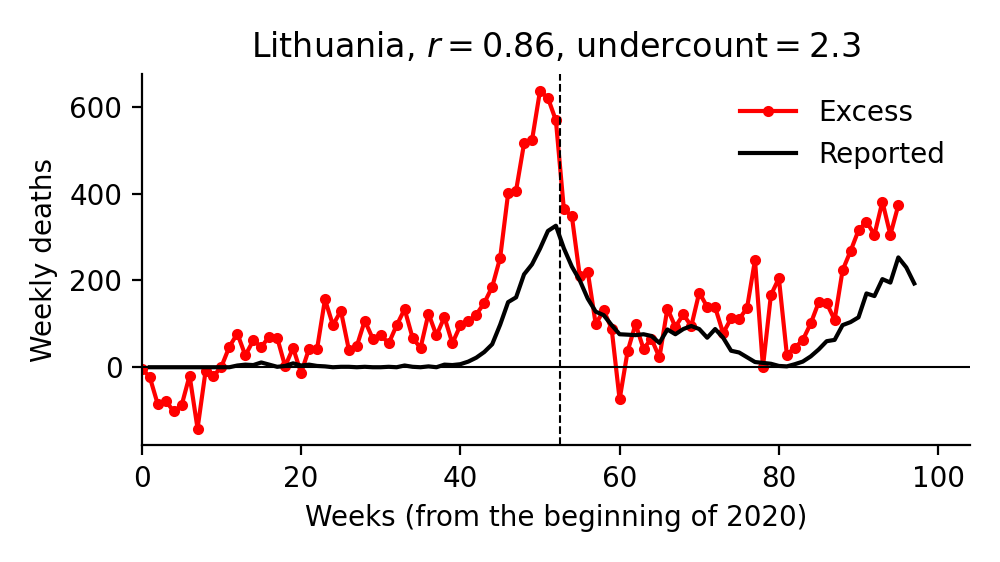 Lithuania, r = 0.86, undercount = 2.3
Excess
Reported
Weekly deaths
600
400
200
0
0 20 40 60 80 100
Weeks (from the beginning of 2020)